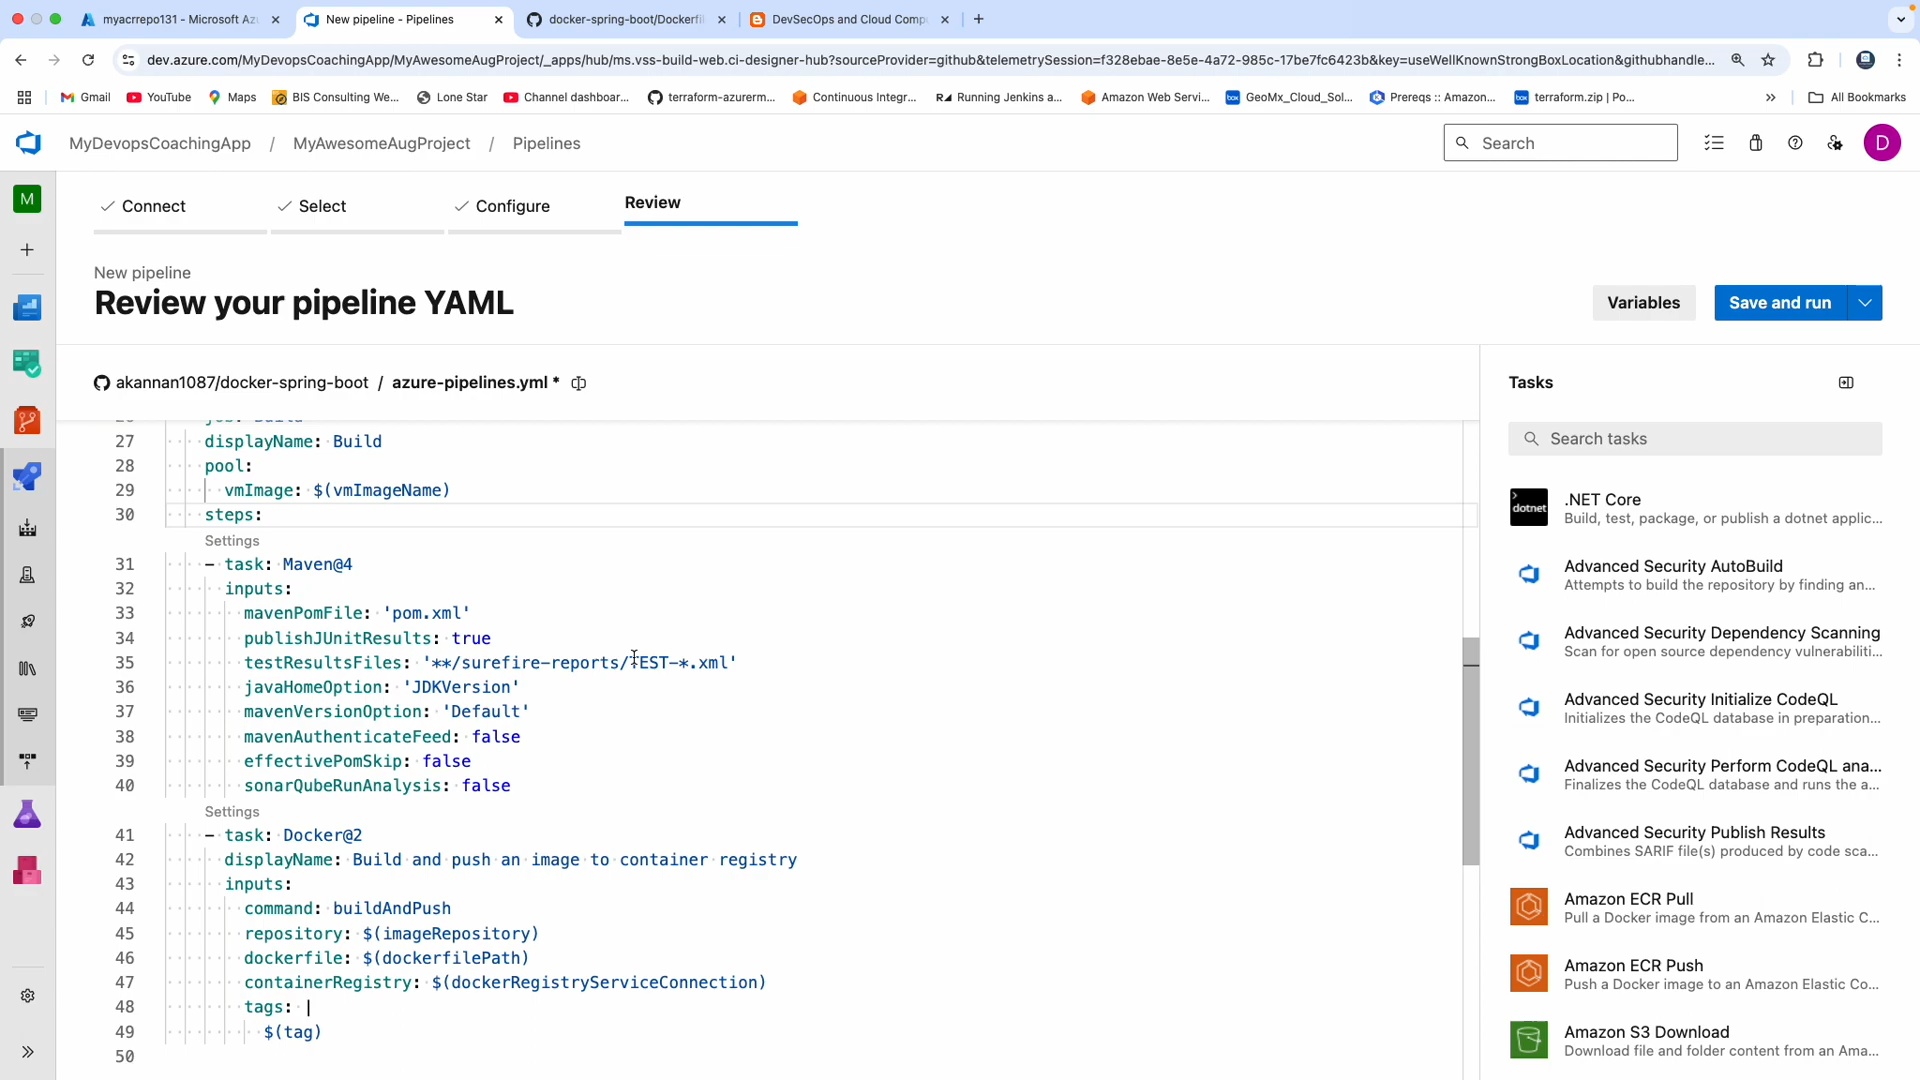 myacrrepo131 - Microsoft Az
New pipeline - Pipelines
docker-spring-boot/Dockerfil
DevSecOps and Cloud Comp
dev.azure.com/MyDevopsCoachingApp/MyAwesomeAugProject/_apps/hub/ms.vss-build-web.ci-designer-hub?sourceProvider=github&telemetrySession=f328ebae-8e5e-4a72-985c-17be7fc6423b&key=useWellKnownStrongBoxLocation&githubhandle...
Gmail
YouTube
Maps
BIS Consulting We...
Lone Star
Channel dashboar...
terraform-azurerm...
Continuous Integr...
Running Jenkins a...
Amazon Web Servi...
GeoMx_Cloud_Sol...
Prereqs :: Amazon...
terraform.zip | Po...
All Bookmarks
MyDevopsCoachingApp / MyAwesomeAugProject / Pipelines
Search
D
M
Connect
Select
Configure
Review
New pipeline
Review your pipeline YAML
Variables
Save and run
akannan1087/docker-spring-boot / azure-pipelines.yml *
27 displayName: Build
28 pool:
29 vmImage: $(vmImageName)
30 steps:
Settings
31 - task: Maven@4
32 inputs:
33 mavenPomFile: 'pom.xml'
34 publishJUnitResults: true
35 testResultsFiles: '**/surefire-reports/TEST-*.xml'
36 javaHomeOption: 'JDKVersion'
37 mavenVersionOption: 'Default'
38 mavenAuthenticateFeed: false
39 effectivePomSkip: false
40 sonarQubeRunAnalysis: false
Settings
41 - task: Docker@2
42 displayName: Build and push an image to container registry
43 inputs:
44 command: buildAndPush
45 repository: $(imageRepository)
46 dockerfile: $(dockerfilePath)
47 containerRegistry: $(dockerRegistryServiceConnection)
48 tags: |
49 $(tag)
50
Tasks
Search tasks
dotnet
.NET Core
Build, test, package, or publish a dotnet applic...
Advanced Security AutoBuild
Attempts to build the repository by finding an...
Advanced Security Dependency Scanning
Scan for open source dependency vulnerabiliti...
Advanced Security Initialize CodeQL
Initializes the CodeQL database in preparation...
Advanced Security Perform CodeQL ana...
Finalizes the CodeQL database and runs the a...
Advanced Security Publish Results
Combines SARIF file(s) produced by code sca...
Amazon ECR Pull
Pull a Docker image from an Amazon Elastic C...
Amazon ECR Push
Push a Docker image to an Amazon Elastic Co...
Amazon S3 Download
Download file and folder content from an Ama...